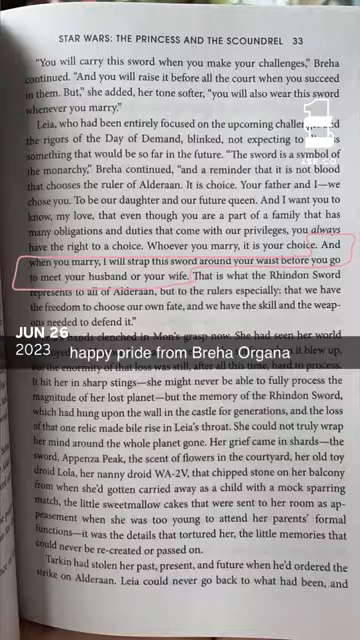 STAR WARS: THE PRINCESS AND THE SCOUNDREL 33
"You will carry this sword when you make your challenges," Breha
continued. "And you will raise it before all the court when you succeed
in them. But," she added, her tone softer, "you will also wear this sword
whenever you marry."
Leia, who had been entirely focused on the upcoming
the rigors of the Day of Demand, blinked, not expecting
something that would be so far in the future. "The sword is a symbol of
the monarchy," Breha continued, "and a reminder that it is not blood
that chooses the ruler of Alderaan. It is choice. Your father and I—we
chose you. To be our daughter and our future queen. And I want you to
know, my love, that even though you are a part of a family that has
many obligations and duties that come with our privileges, you always
have the right to a choice. Whoever you marry, it is your choice. And
when you marry, I will strap this sword around your waist before you go
to meet your husband or your wife. That is what the Rhindon Sword
represents to all of Alderaan, but to the rulers especially: that we have
the freedom to choose our own fate, and we have the skill and the weap-
ons needed to defend it."
hands clenched in Mon's grasp now. She had seen her world
JUN 26
2023
happy pride from Breha Organa
it blew up,
the enormity of that loss was still, after all this time, hard to process.
It hit her in sharp stings—she might never be able to fully process the
magnitude of her lost planet—but the memory of the Rhindon Sword,
which had hung upon the wall in the castle for generations, and the loss
of that one relic made bile rise in Leia's throat. She could not truly wrap
her mind around the whole planet gone. Her grief came in shards—the
sword, Appenza Peak, the scent of flowers in the courtyard, her old toy
droid Lola, her nanny droid WA-2V, that chipped stone on her balcony
from when she'd gotten carried away as a child with a mock sparring
match, the little sweetmallow cakes that were sent to her room as ap-
peasement when she was too young to attend her parents' formal
functions—it was the details that tortured her, the little memories that
could never be re-created or passed on.
Tarkin had stolen her past, present, and future when he'd ordered the
strike on Alderaan. Leia could never go back to what had been, and